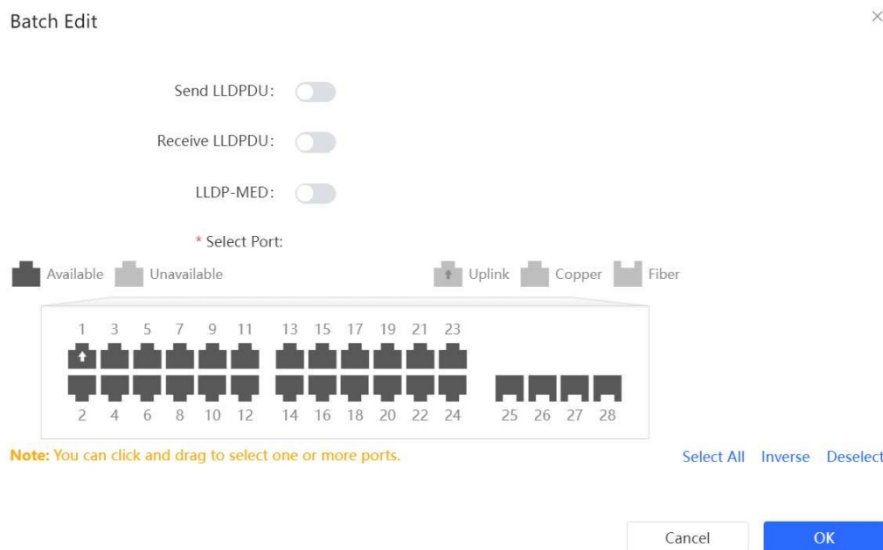 Batch Edit
Send LLDPDU:
Receive LLDPDU:
LLDP-MED:
* Select Port:
Available Unavailable Uplink Copper Fiber
1 3 5 7 9 11 13 15 17 19 21 23
2 4 6 8 10 12 14 16 18 20 22 24 25 26 27 28
Note: You can click and drag to select one or more ports. Select All Inverse Deselect
Cancel OK